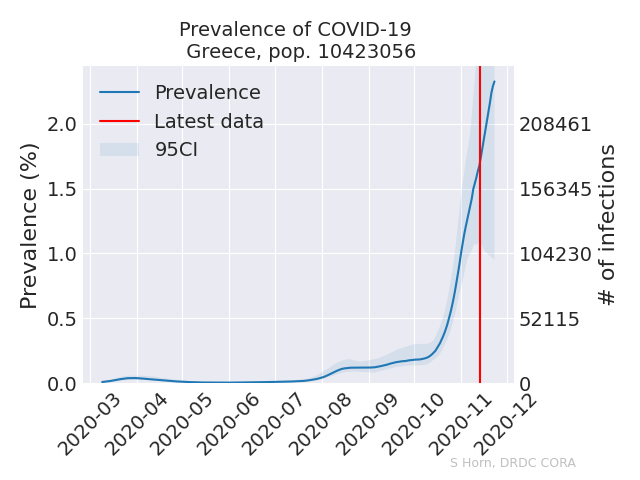 Prevalence of COVID-19
Greece, pop. 10423056
Prevalence
Latest data
95CI
Prevalence (%)
2.0
1.5
1.0
0.5
0.0
208461
156345
104230
52115
0
# of infections
2020-03
2020-04
2020-05
2020-06
2020-07
2020-08
2020-09
2020-10
2020-11
2020-12
S Horn, DRDC CORA